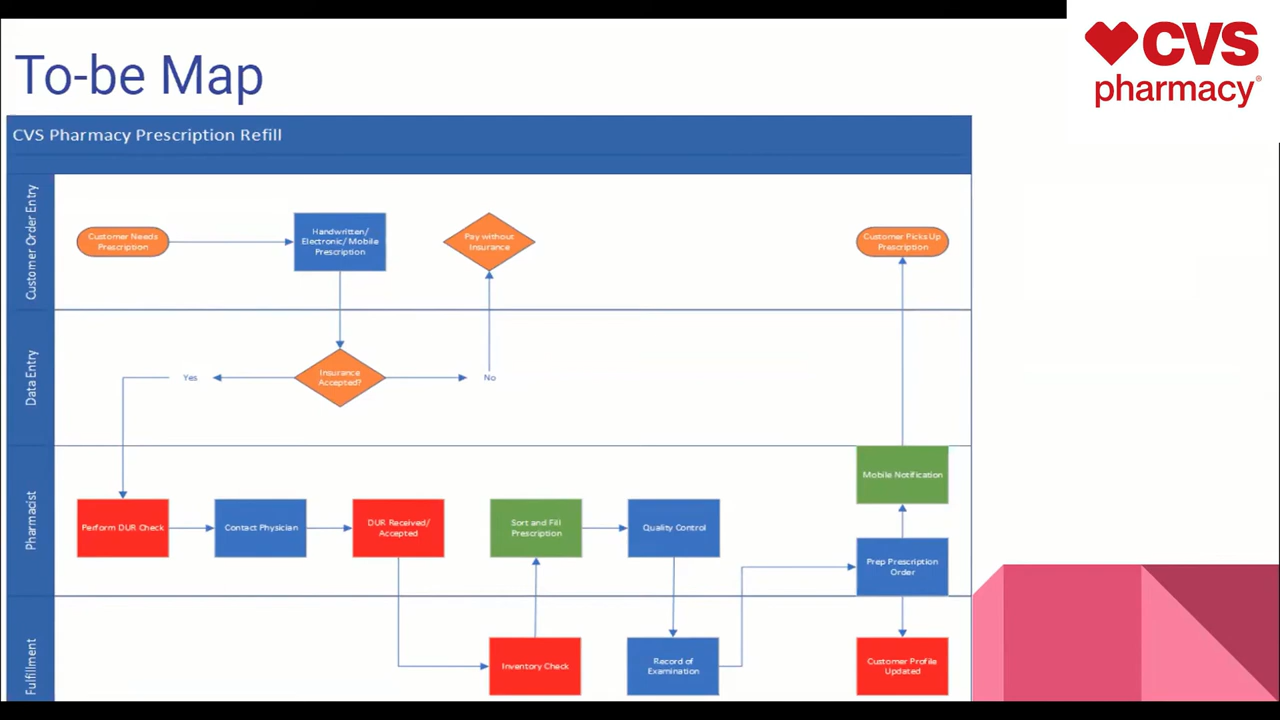 To-be Map
CVS
pharmacy®
CVS Pharmacy Prescription Refill
Customer Order Entry
Customer Needs
Prescription
Handwritten/
Electronic/ Mobile
Prescription
Pay without
Insurance
Customer Picks Up
Prescription
Data Entry
Yes
Insurance
Accepted?
No
Pharmacist
Perform DUR Check
Contact Physician
DUR Received/
Accepted
Sort and Fill
Prescription
Quality Control
Mobile Notification
Prep Prescription
Order
Fulfillment
Inventory Check
Record of
Examination
Customer Profile
Updated